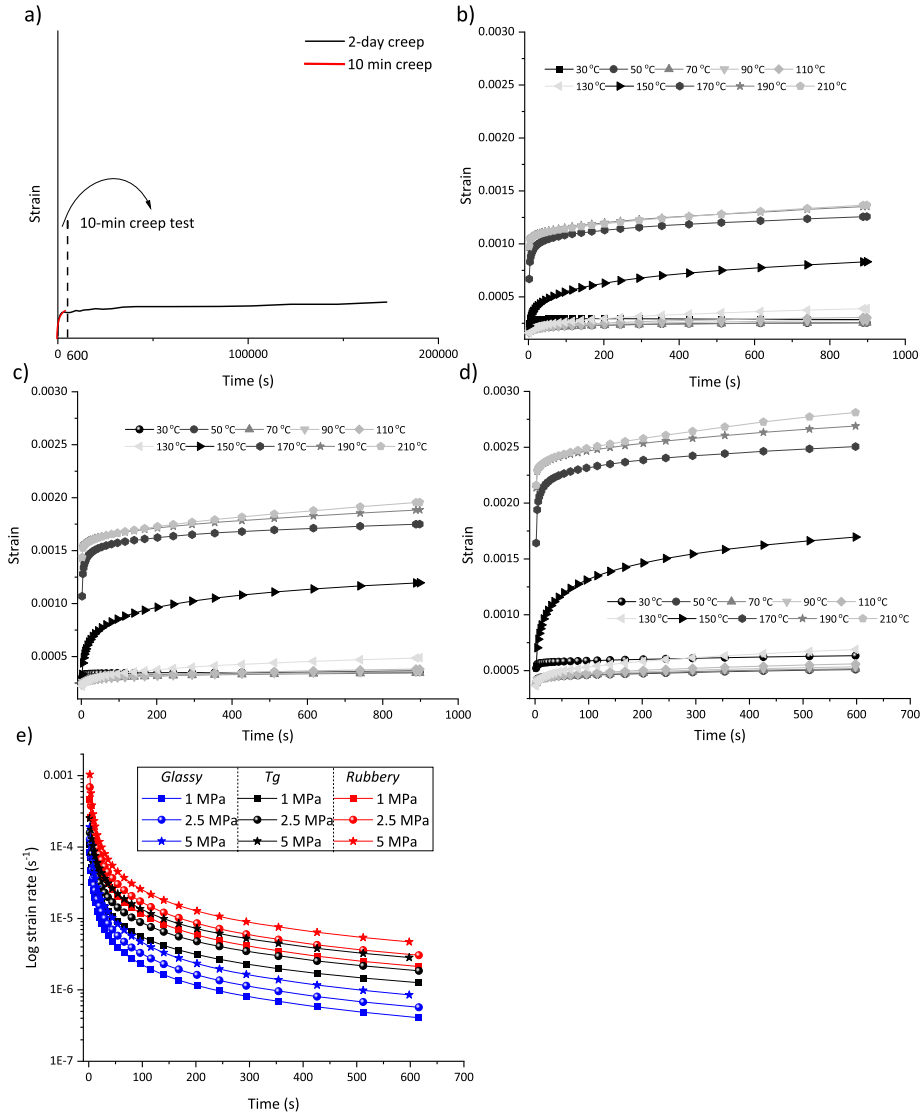 a)
2-day creep
10 min creep
10-min creep test
Strain
0 600 100000 200000
Time (s)
b)
0.0030
0.0025
0.0020
0.0015
0.0010
0.0005
30 °C 50 °C 70 °C 90 °C 110 °C
130 °C 150 °C 170 °C 190 °C 210 °C
Strain
0 200 400 600 800 1000
Time (s)
c)
0.0030
0.0025
0.0020
0.0015
0.0010
0.0005
30 °C 50 °C 70 °C 90 °C 110 °C
130 °C 150 °C 170 °C 190 °C 210 °C
Strain
0 200 400 600 800 1000
Time (s)
d)
0.0030
0.0025
0.0020
0.0015
0.0010
0.0005
30 °C 50 °C 70 °C 90 °C 110 °C
130 °C 150 °C 170 °C 190 °C 210 °C
Strain
0 100 200 300 400 500 600 700
Time (s)
e)
0.001
1E-4
1E-5
1E-6
1E-7
Glassy Tg Rubbery
1 MPa 1 MPa 1 MPa
2.5 MPa 2.5 MPa 2.5 MPa
5 MPa 5 MPa 5 MPa
Log strain rate (s⁻¹)
0 100 200 300 400 500 600 700
Time (s)